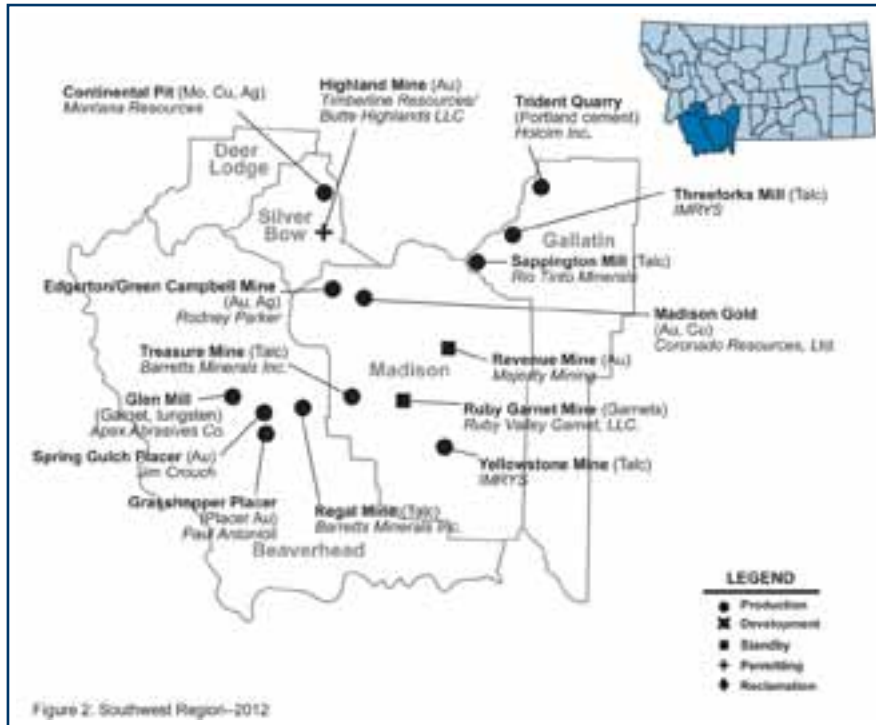 Continental Pit (Mo, Cu, Ag)
Montana Resources
Highland Mine (Au)
Timberline Resources/
Butte Highlands LLC
Trident Quarry
(Portland cement)
Holcim Inc.
Deer
Lodge
Silver
Bow
Threeforks Mill (Talc)
IMRYS
Gallatin
Sappington Mill (Talc)
Rio Tinto Minerals
Edgerton/Green Campbell Mine
(Au, Ag)
Rodney Parker
Madison Gold
(Au, Cu)
Coronado Resources, Ltd.
Treasure Mine (Talc)
Barretts Minerals Inc.
Revenue Mine (Au)
Majesty Mining
Madison
Glen Mill
(Garnet, tungsten)
Apex Abrasives Co.
Ruby Garnet Mine (Garnets)
Ruby Valley Garnet, LLC.
Spring Gulch Placer (Au)
Jim Crouch
Yellowstone Mine (Talc)
IMRYS
Grasshopper Placer
(Placer Au)
Paul Antonioli
Regal Mine (Talc)
Barretts Minerals Inc.
Beaverhead
LEGEND
Production
Development
Standby
Permitting
Reclamation
Figure 2. Southwest Region--2012